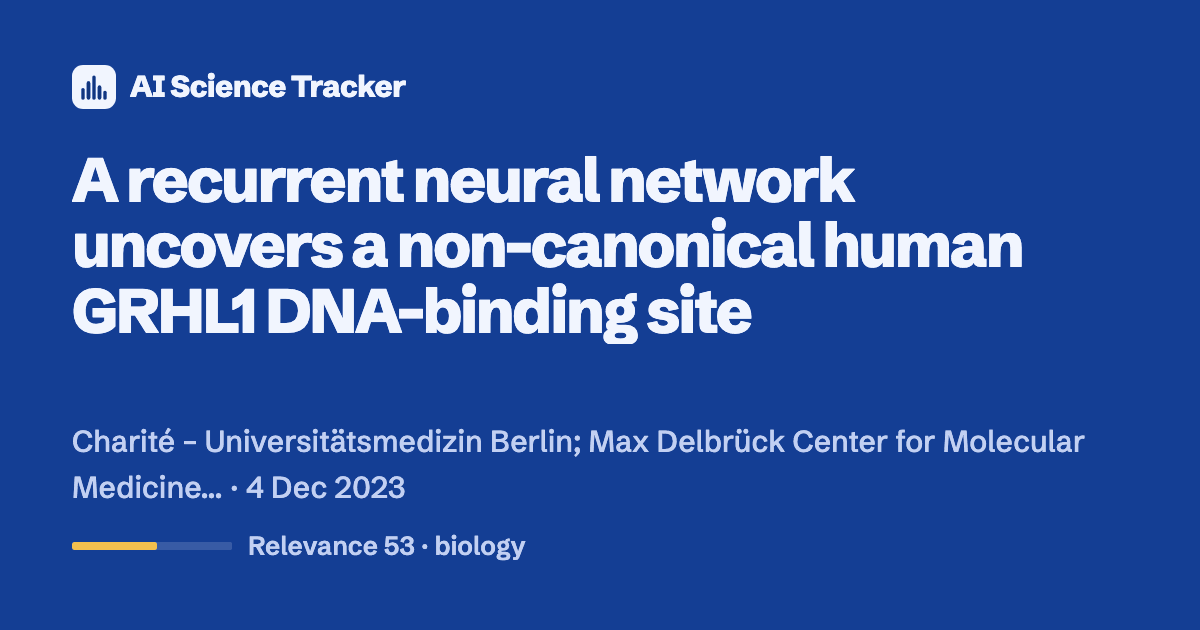 AI Science Tracker
A recurrent neural network
uncovers a non-canonical human
GRHL1 DNA-binding site
Charité – Universitätsmedizin Berlin; Max Delbrück Center for Molecular
Medicine… · 4 Dec 2023
Relevance 53 · biology